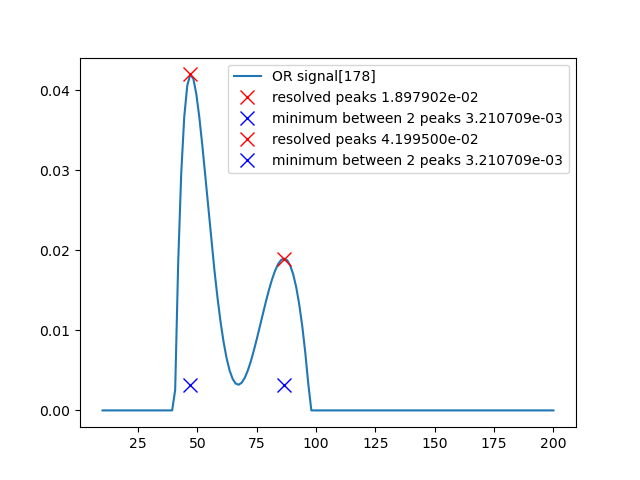 OR signal[178]
resolved peaks 1.897902e-02
minimum between 2 peaks 3.210709e-03
resolved peaks 4.199500e-02
minimum between 2 peaks 3.210709e-03
0.04
0.03
0.02
0.01
0.00
25 50 75 100 125 150 175 200